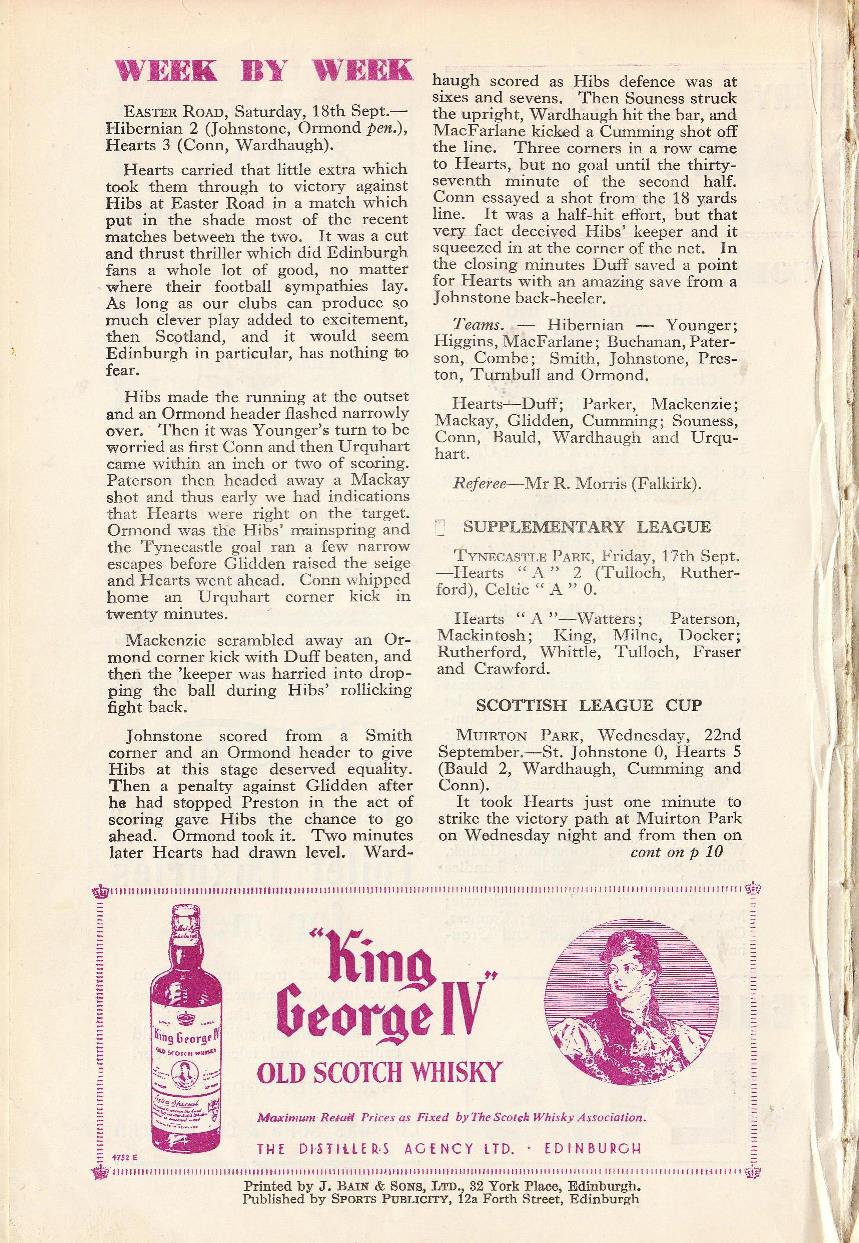 WEEK BY WEEK
EASTER ROAD, Saturday, 18th Sept.—
Hibernian 2 (Johnstone, Ormond pen.),
Hearts 3 (Conn, Wardhaugh).
Hearts carried that little extra which
took them through to victory against
Hibs at Easter Road in a match which
put in the shade most of the recent
matches between the two. It was a cut
and thrust thriller which did Edinburgh
fans a whole lot of good, no matter
where their football sympathies lay.
As long as our clubs can produce so
much clever play added to excitement,
then Scotland, and it would seem
Edinburgh in particular, has nothing to
fear.
Hibs made the running at the outset
and an Ormond header flashed narrowly
over. Then it was Younger's turn to be
worried as first Conn and then Urquhart
came within an inch or two of scoring.
Paterson then headed away a Mackay
shot and thus early we had indications
that Hearts were right on the target.
Ormond was the Hibs' mainspring and
the Tynecastle goal ran a few narrow
escapes before Glidden raised the seige
and Hearts went ahead. Conn whipped
home an Urquhart corner kick in
twenty minutes.
Mackenzie scrambled away an Or-
mond corner kick with Duff beaten, and
then the 'keeper was harried into drop-
ping the ball during Hibs' rollicking
fight back.
Johnstone scored from a Smith
corner and an Ormond header to give
Hibs at this stage deserved equality.
Then a penalty against Glidden after
he had stopped Preston in the act of
scoring gave Hibs the chance to go
ahead. Ormond took it. Two minutes
later Hearts had drawn level. Ward-
haugh scored as Hibs defence was at
sixes and sevens. Then Souness struck
the upright, Wardhaugh hit the bar, and
MacFarlane kicked a Cumming shot off
the line. Three corners in a row came
to Hearts, but no goal until the thirty-
seventh minute of the second half.
Conn essayed a shot from the 18 yards
line. It was a half-hit effort, but that
very fact deceived Hibs' keeper and it
squeezed in at the corner of the net. In
the closing minutes Duff saved a point
for Hearts with an amazing save from a
Johnstone back-heeler.
Teams. — Hibernian — Younger;
Higgins, MacFarlane; Buchanan, Pater-
son, Combe; Smith, Johnstone, Pres-
ton, Turnbull and Ormond.
Hearts—Duff; Parker, Mackenzie;
Mackay, Glidden, Cumming; Souness,
Conn, Bauld, Wardhaugh and Urqu-
hart.
Referee—Mr R. Morris (Falkirk).
SUPPLEMENTARY LEAGUE
TYNECASTLE PARK, Friday, 17th Sept.
—Hearts "A" 2 (Tulloch, Ruther-
ford), Celtic "A" 0.
Hearts "A"—Watters; Paterson,
Mackintosh; King, Milne, Docker;
Rutherford, Whittle, Tulloch, Fraser
and Crawford.
SCOTTISH LEAGUE CUP
MUIRTON PARK, Wednesday, 22nd
September.—St. Johnstone 0, Hearts 5
(Bauld 2, Wardhaugh, Cumming and
Conn).
It took Hearts just one minute to
strike the victory path at Muirton Park
on Wednesday night and from then on
cont on p 10
"King
George IV"
OLD SCOTCH WHISKY
Maximum Retail Prices as Fixed by The Scotch Whisky Association.
THE DISTILLERS AGENCY LTD. · EDINBURGH
King George IV
OLD SCOTCH WHISKY
4752 E
Printed by J. BAIN & SONS, LTD., 32 York Place, Edinburgh.
Published by SPORTS PUBLICITY, 12a Forth Street, Edinburgh